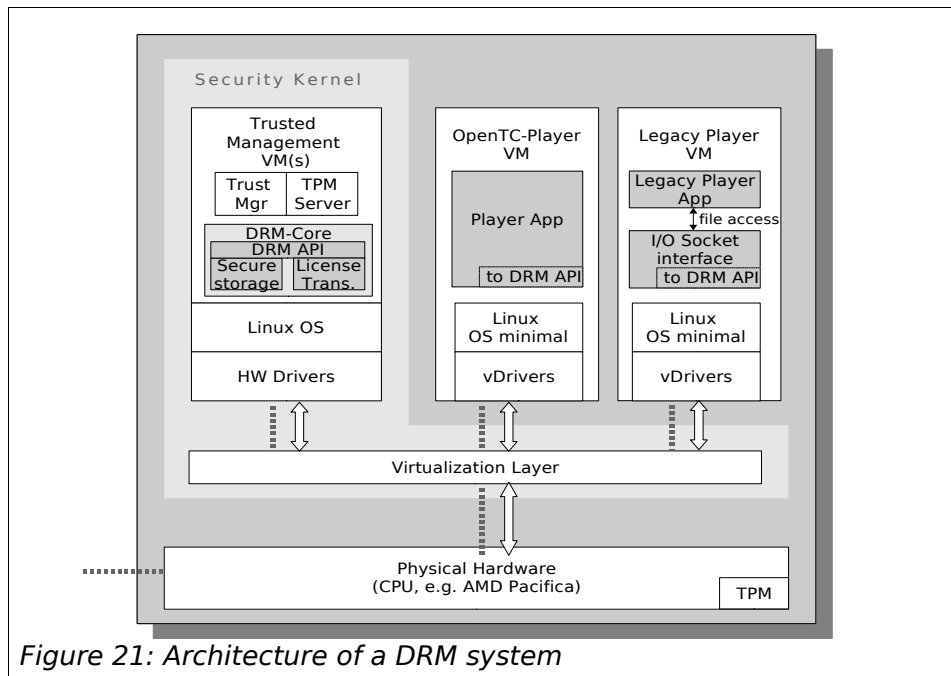 Security Kernel
Trusted
Management
VM(s)
Trust
Mgr
TPM
Server
DRM-Core
DRM API
Secure
storage
License
Trans.
Linux OS
HW Drivers
OpenTC-Player
VM
Player App
to DRM API
Linux
OS minimal
vDrivers
Legacy Player
VM
Legacy Player
App
file access
I/O Socket
interface
to DRM API
Linux
OS minimal
vDrivers
Virtualization Layer
Physical Hardware
(CPU, e.g. AMD Pacifica)
TPM
Figure 21: Architecture of a DRM system